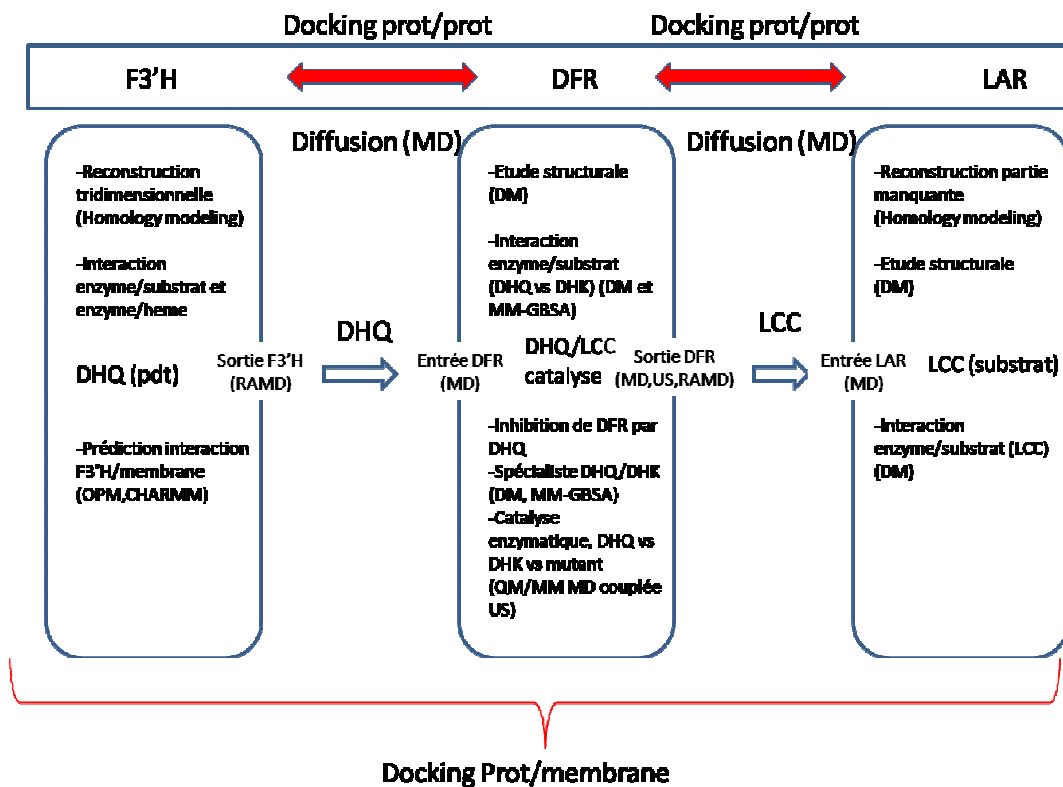 Docking prot/prot
Docking prot/prot
F3'H
DFR
LAR
Diffusion (MD)
Diffusion (MD)
-Reconstruction
tridimensionnelle
(Homology modeling)
-Interaction
enzyme/substrat et
enzyme/heme
DHQ (pdt)
Sortie F3'H
(RAMD)
-Prédiction interaction
F3'H/membrane
(OPM,CHARMM)
DHQ
-Etude structurale
(DM)
-Interaction
enzyme/substrat
(DHQ vs DHK) (DM et
MM-GBSA)
Entrée DFR
(MD)
DHQ/LCC
catalyse
Sortie DFR
(MD,US,RAMD)
-Inhibition de DFR par
DHQ
-Spécialiste DHQ/DHK
(DM, MM-GBSA)
-Catalyse
enzymatique, DHQ vs
DHK vs mutant
(QM/MM MD couplée
US)
LCC
-Reconstruction partie
manquante
(Homology modeling)
-Etude structurale
(DM)
Entrée LAR
(MD)
LCC (substrat)
-Interaction
enzyme/substrat (LCC)
(DM)
Docking Prot/membrane